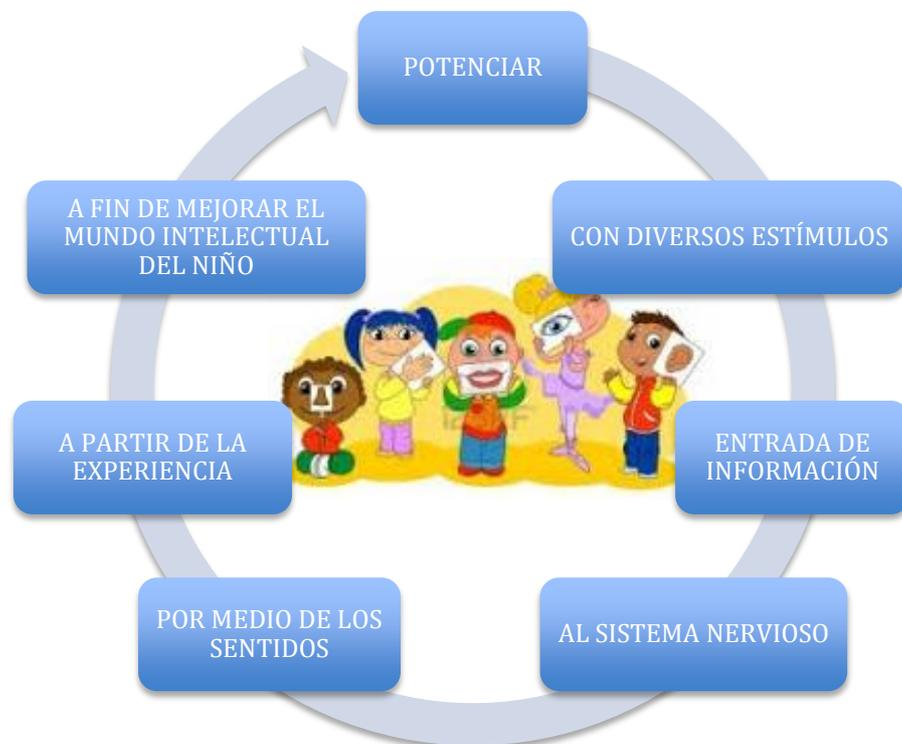 POTENCIAR
CON DIVERSOS ESTÍMULOS
ENTRADA DE
INFORMACIÓN
AL SISTEMA NERVIOSO
POR MEDIO DE LOS
SENTIDOS
A PARTIR DE LA
EXPERIENCIA
A FIN DE MEJORAR EL
MUNDO INTELECTUAL
DEL NIÑO